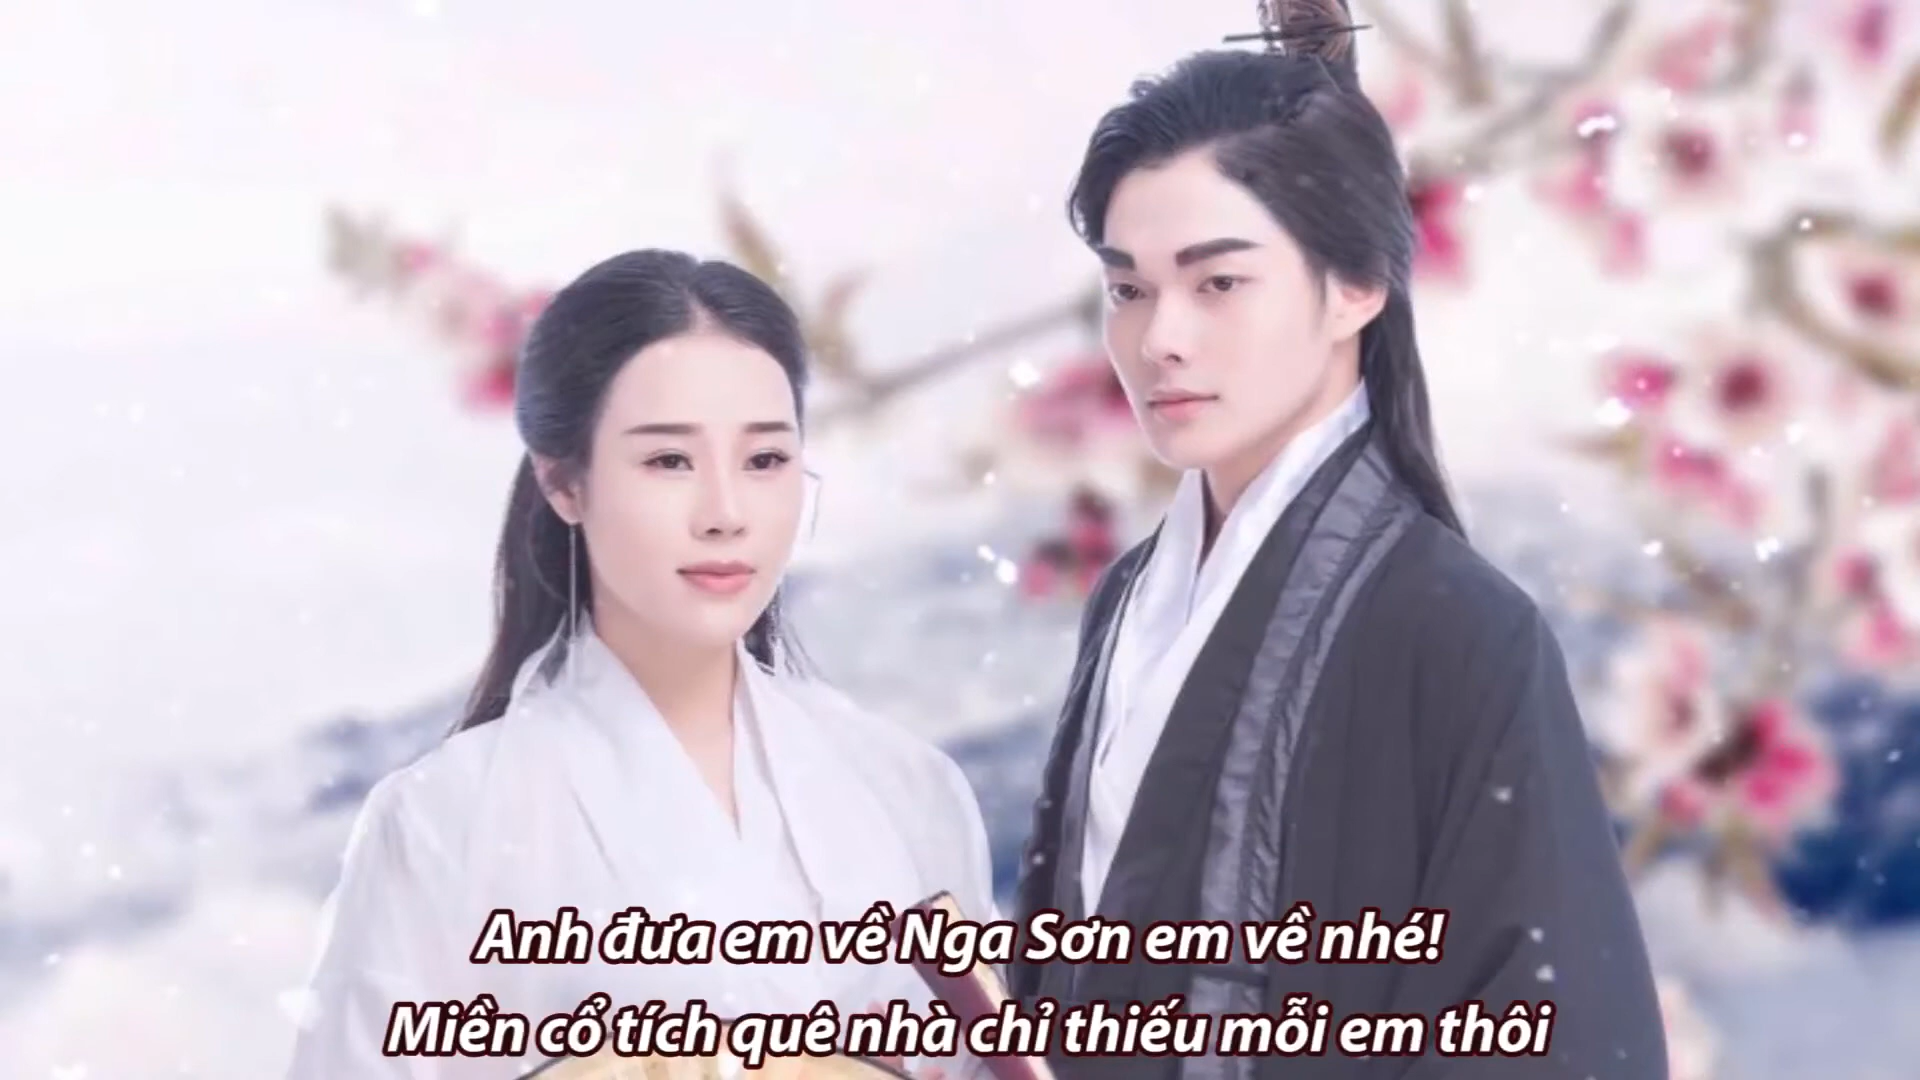 Anh đưa em về Nga Sơn em về nhé!
Miền cổ tích quê nhà chỉ thiếu mỗi em thôi